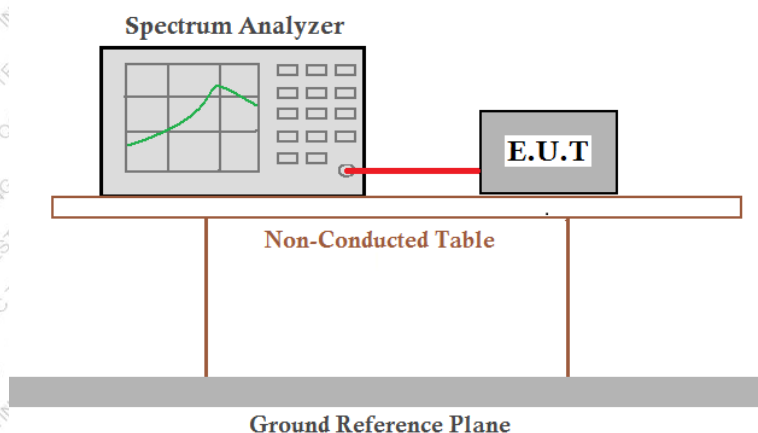 Spectrum Analyzer
E.U.T
Non-Conducted Table
Ground Reference Plane